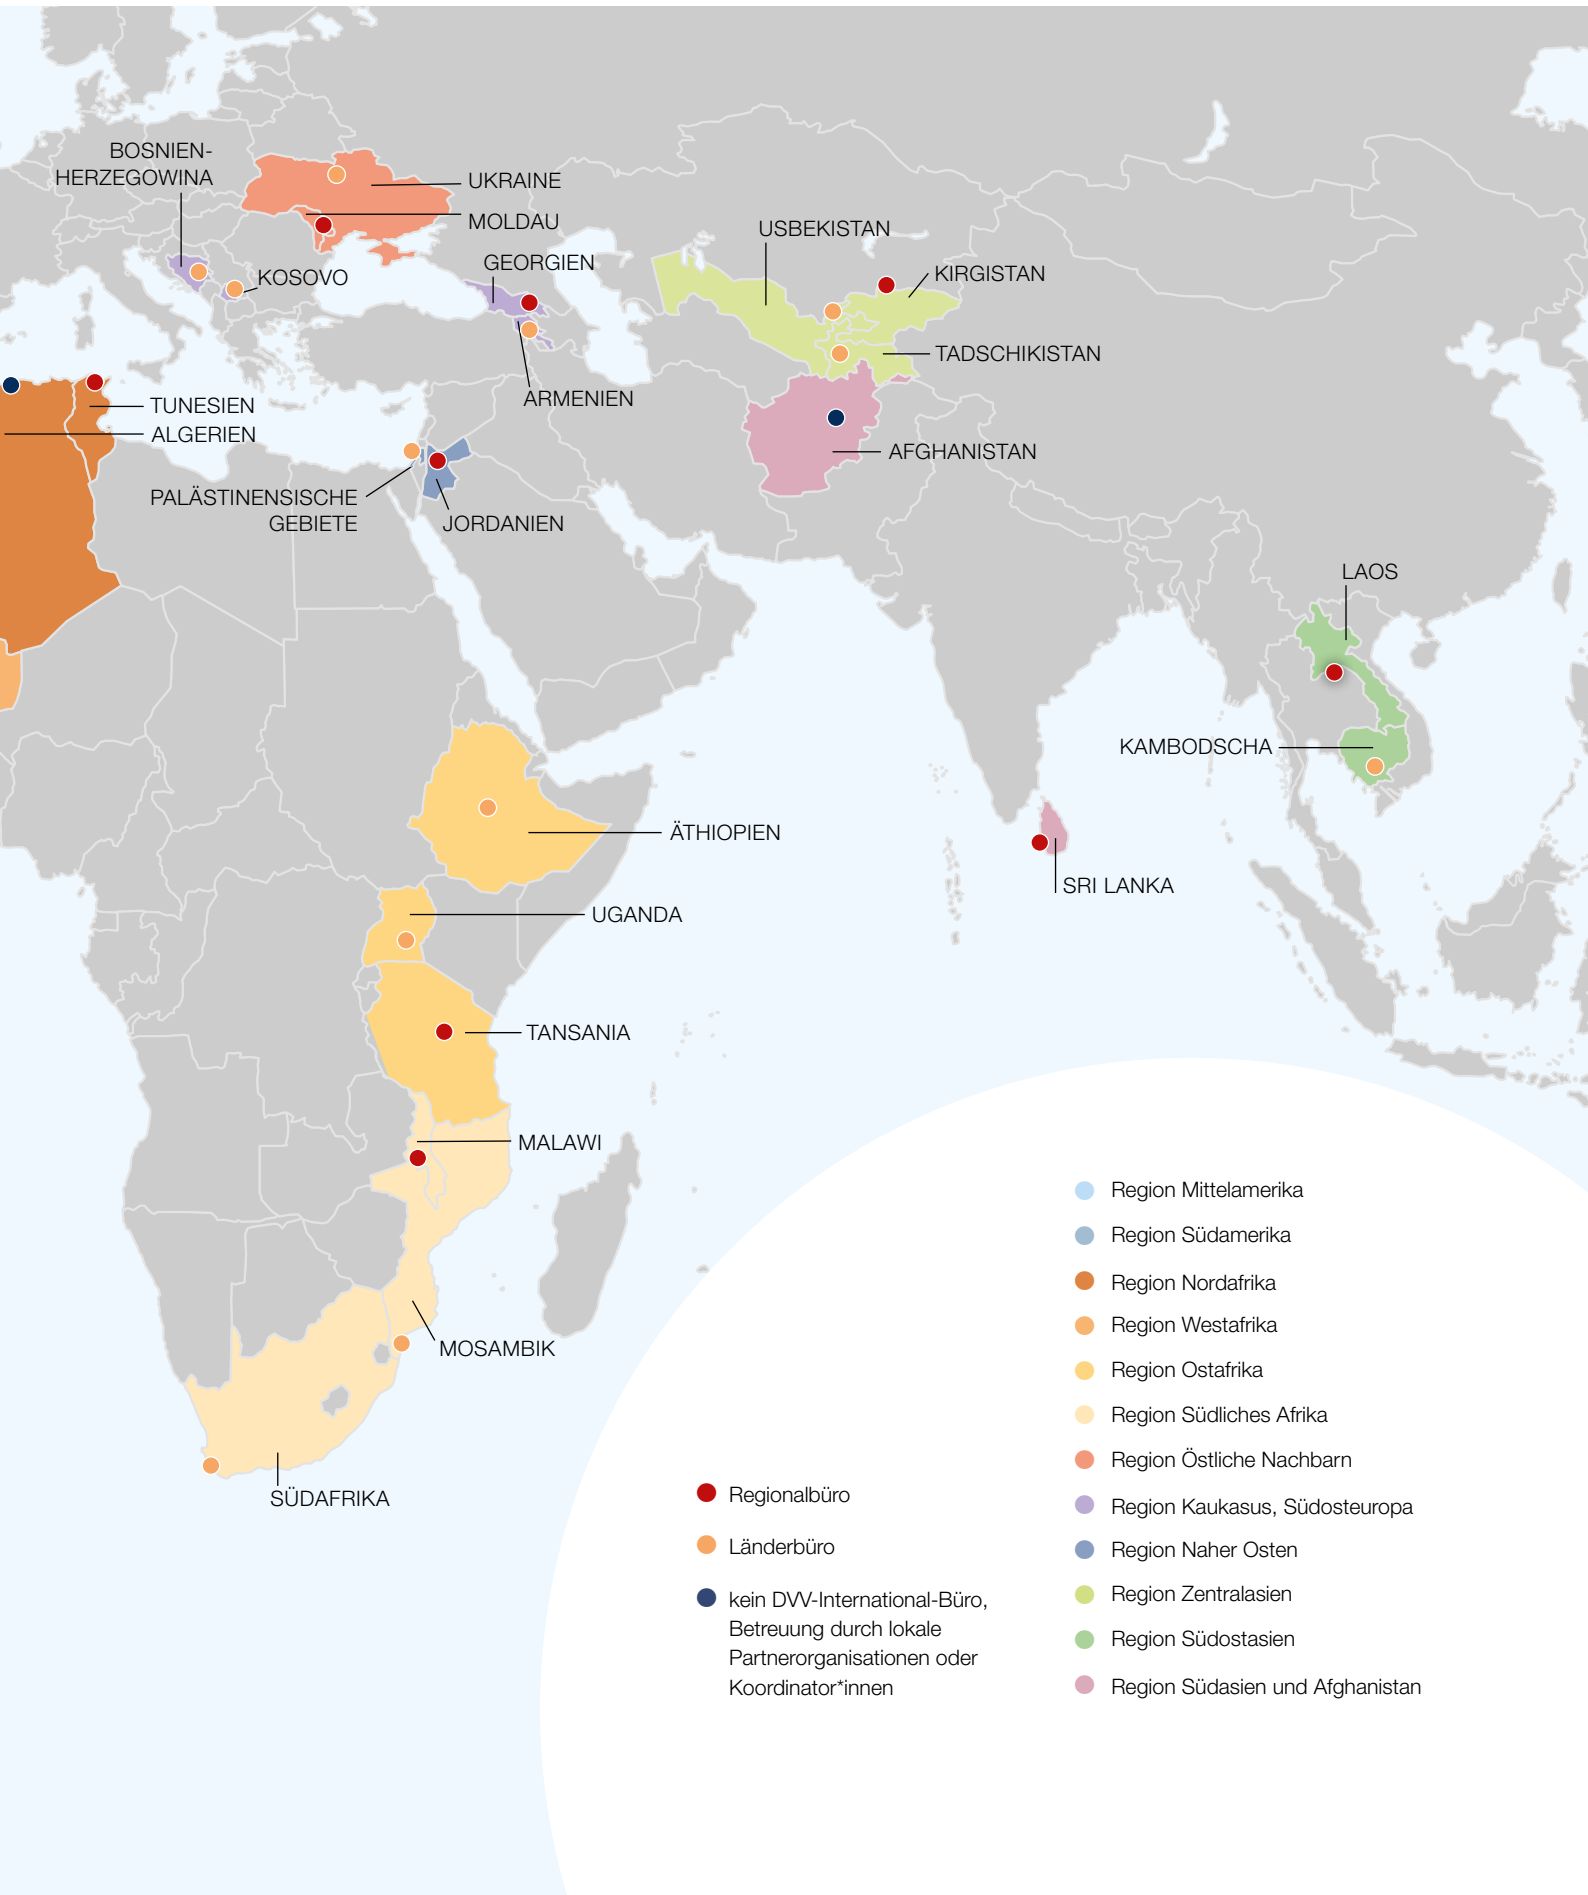 BOSNIEN-
HERZEGOWINA
UKRAINE
MOLDAU
GEORGIEN
KOSOVO
USBEKISTAN
KIRGISTAN
TADSCHIKISTAN
ARMENIEN
TUNESIEN
ALGERIEN
AFGHANISTAN
PALÄSTINENSISCHE
GEBIETE
JORDANIEN
LAOS
KAMBODSCHA
ÄTHIOPIEN
SRI LANKA
UGANDA
TANSANIA
MALAWI
MOSAMBIK
SÜDAFRIKA
Regionalbüro
Länderbüro
kein DVV-International-Büro,
Betreuung durch lokale
Partnerorganisationen oder
Koordinator*innen
Region Mittelamerika
Region Südamerika
Region Nordafrika
Region Westafrika
Region Ostafrika
Region Südliches Afrika
Region Östliche Nachbarn
Region Kaukasus, Südosteuropa
Region Naher Osten
Region Zentralasien
Region Südostasien
Region Südasien und Afghanistan